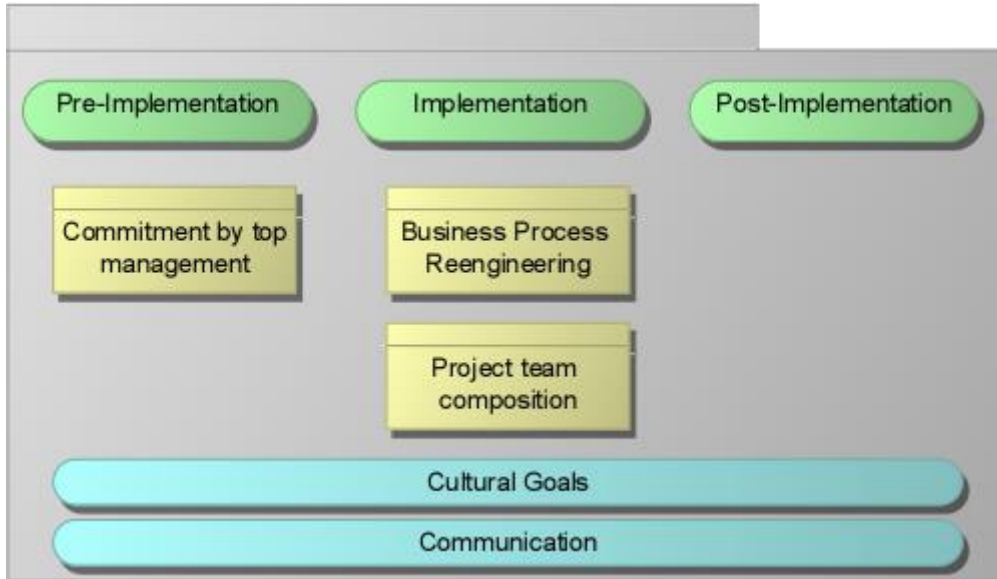 Pre-Implementation
Implementation
Post-Implementation
Commitment by top
management
Business Process
Reengineering
Project team
composition
Cultural Goals
Communication